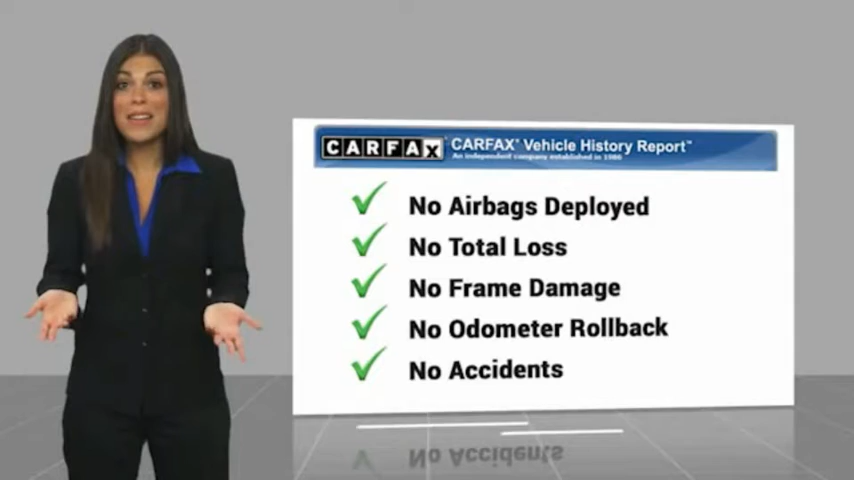 CARFAX
CARFAX® Vehicle History Report™
An independent company established in 1986
No Airbags Deployed
No Total Loss
No Frame Damage
No Odometer Rollback
No Accidents
No Accidents